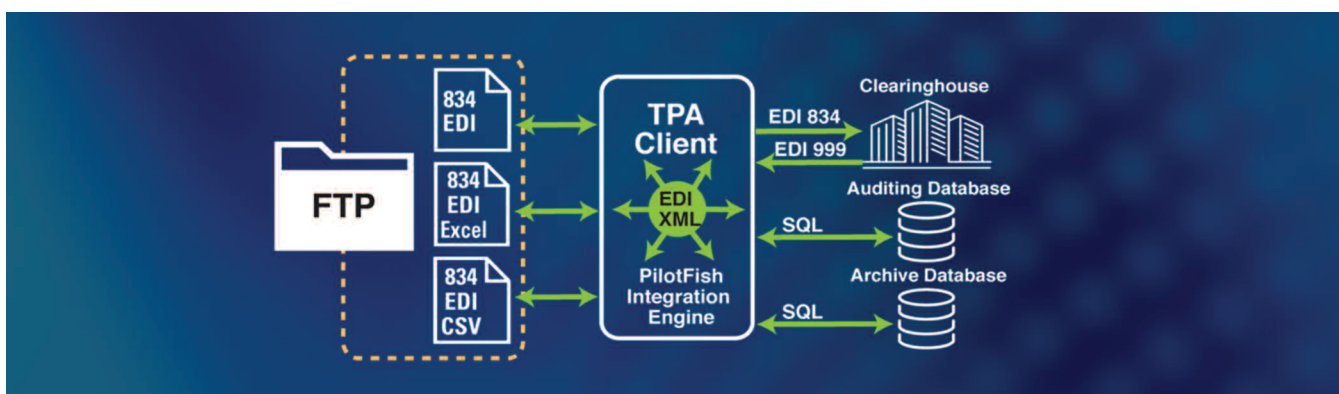 FTP
834
EDI
834
EDI
Excel
834
EDI
CSV
TPA
Client
EDI
XML
PilotFish
Integration
Engine
EDI 834
EDI 999
SQL
SQL
Clearinghouse
Auditing Database
Archive Database